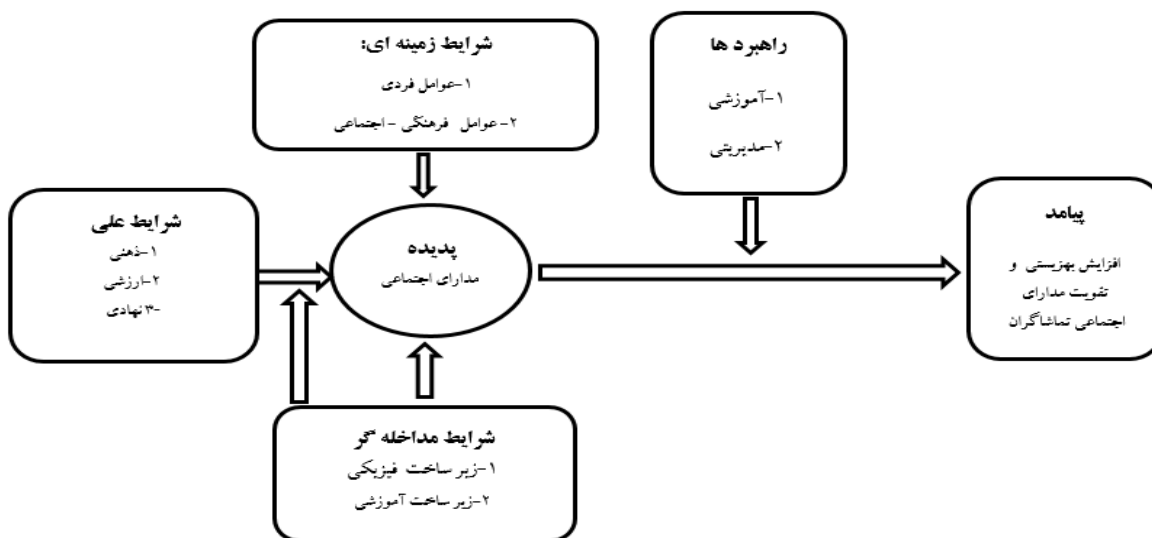 شرایط زمینه ای:
۱-عوامل فردی
۲- عوامل فرهنگی - اجتماعی
راهبرد ها
۱-آموزشی
۲-مدیریتی
شرایط علی
۱-ذهنی
۲-ارزشی
-۳ نهادی
پدیده
مدارای اجتماعی
پیامد
افزایش بهزیستی و
تقویت مدارای
اجتماعی تماشاگران
شرایط مداخله گر
۱-زیر ساخت فیزیکی
۲-زیر ساخت آموزشی